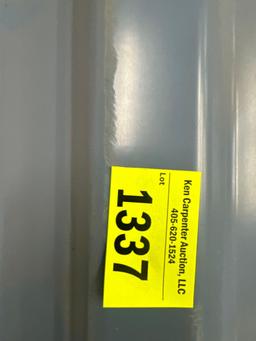 Ken Carpenter Auction, LLC
405-620-1524
Lot
1337